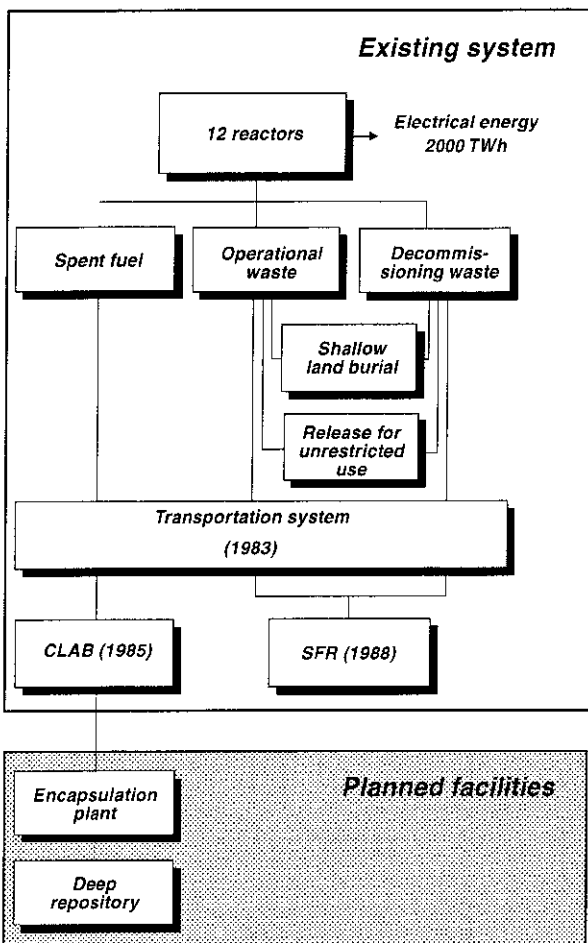 Existing system
12 reactors
Electrical energy
2000 TWh
Spent fuel
Operational
waste
Decommis-
sioning waste
Shallow
land burial
Release for
unrestricted
use
Transportation system
(1983)
CLAB (1985)
SFR (1988)
Planned facilities
Encapsulation
plant
Deep
repository